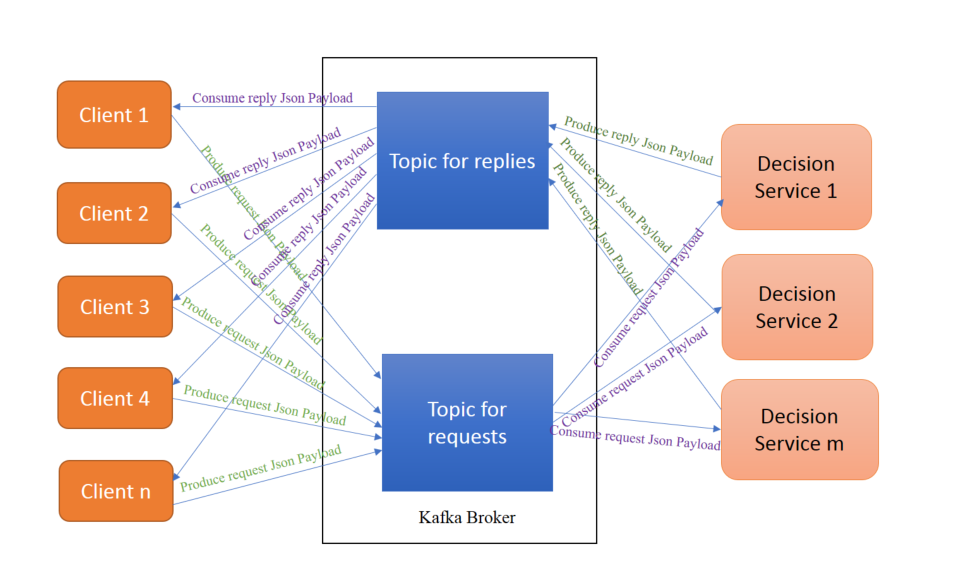 Client 1
Client 2
Client 3
Client 4
Client n
Consume reply Json Payload
Consume reply Json Payload
Consume reply Json Payload
Consume reply Json Payload
Consume reply Json Payload
Produce request Json Payload
Produce request Json Payload
Produce request Json Payload
Produce request Json Payload
Produce request Json Payload
Topic for replies
Topic for
requests
Kafka Broker
Produce reply Json Payload
Produce reply Json Payload
Produce reply Json Payload
Consume request Json Payload
Consume request Json Payload
Consume request Json Payload
Decision
Service 1
Decision
Service 2
Decision
Service m